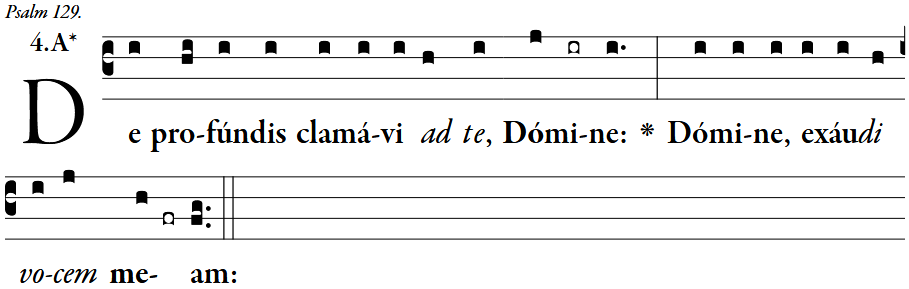 Psalm 129.
4.A*
De pro-fúndis clamá-vi ad te, Dómi-ne: * Dómi-ne, exáudi
vo-cem me- am: